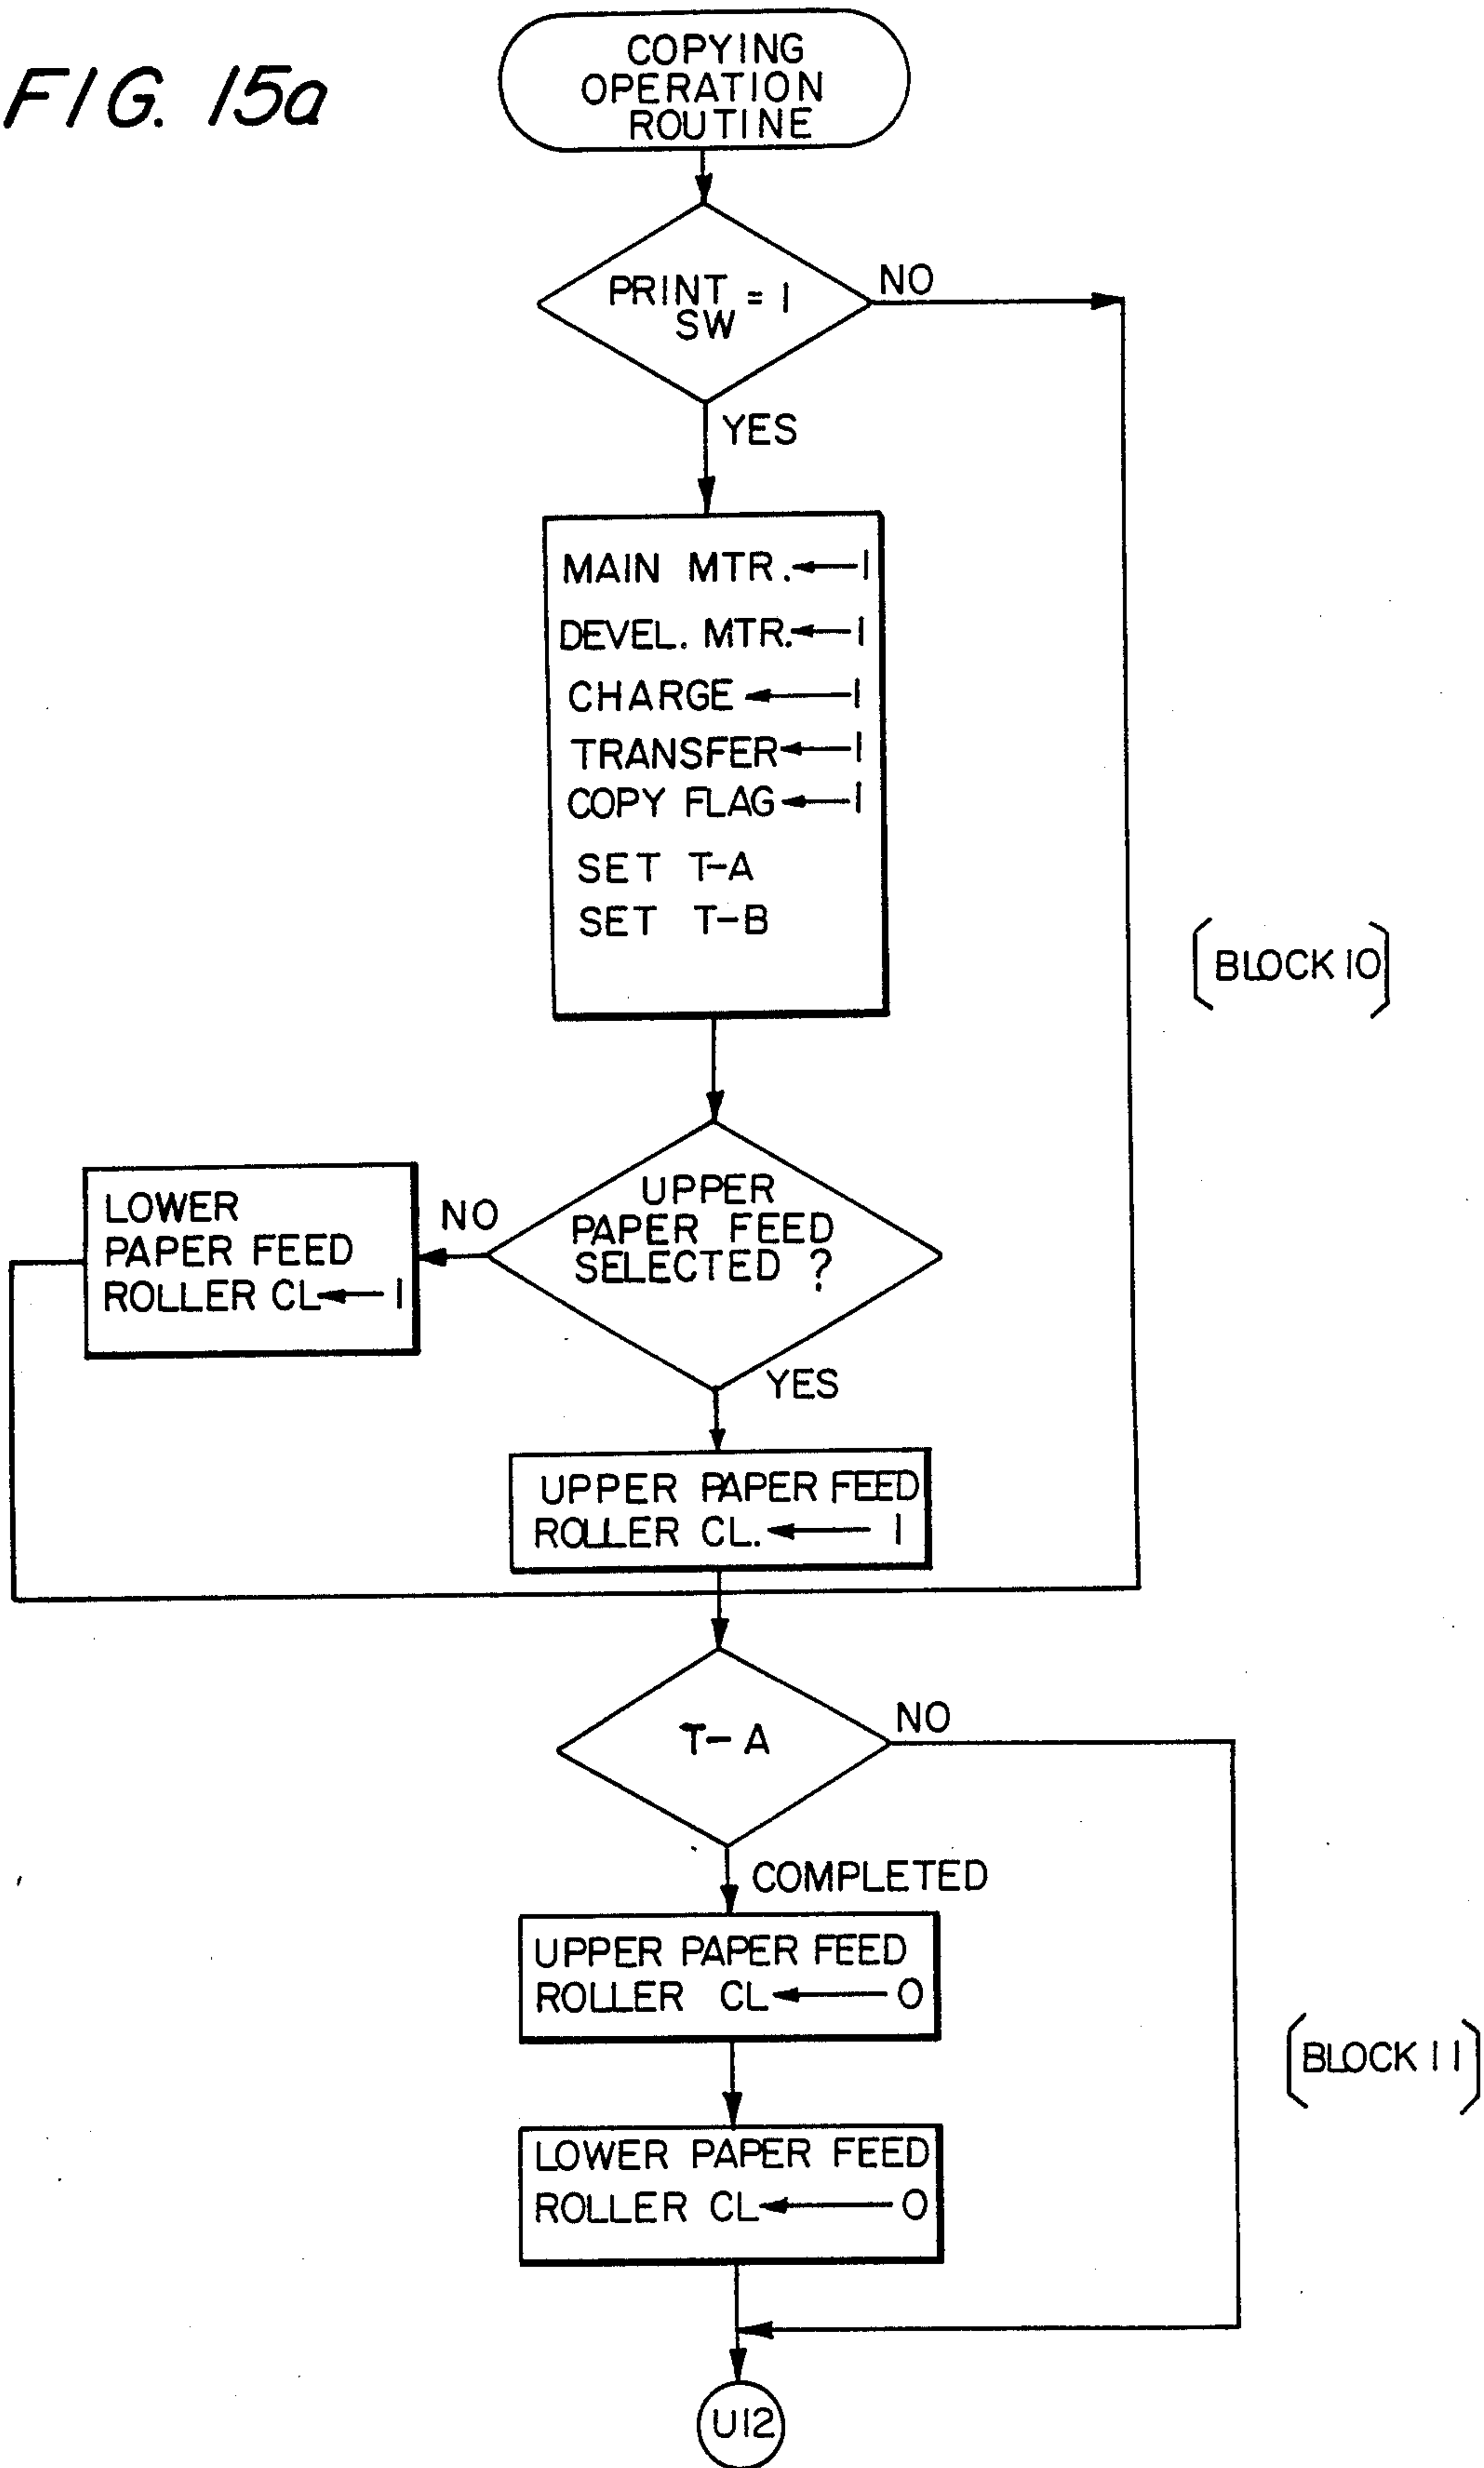 FIG. 15a
COPYING
OPERATION
ROUTINE
PRINT = 1
SW
NO
YES
MAIN MTR. ← 1
DEVEL. MTR. ← 1
CHARGE ← 1
TRANSFER ← 1
COPY FLAG ← 1
SET T-A
SET T-B
[BLOCK 10]
UPPER
PAPER FEED
SELECTED ?
NO
LOWER
PAPER FEED
ROLLER CL ← 1
YES
UPPER PAPER FEED
ROLLER CL. ← 1
T-A
NO
COMPLETED
UPPER PAPER FEED
ROLLER CL ← 0
[BLOCK 11]
LOWER PAPER FEED
ROLLER CL ← 0
U12